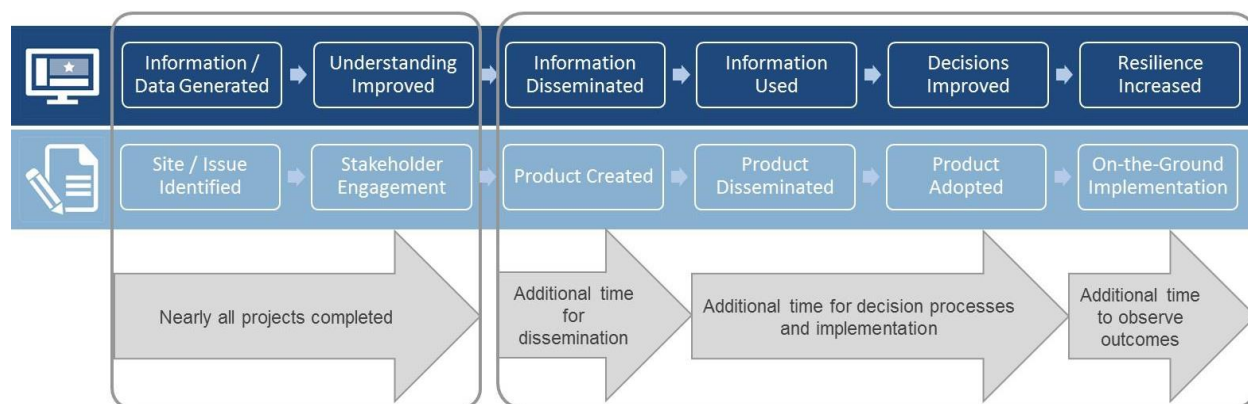 Information /
Data Generated
Understanding
Improved
Information
Disseminated
Information
Used
Decisions
Improved
Resilience
Increased
Site / Issue
Identified
Stakeholder
Engagement
Product Created
Product
Disseminated
Product
Adopted
On-the-Ground
Implementation
Nearly all projects completed
Additional time
for
dissemination
Additional time for decision processes
and implementation
Additional time
to observe
outcomes